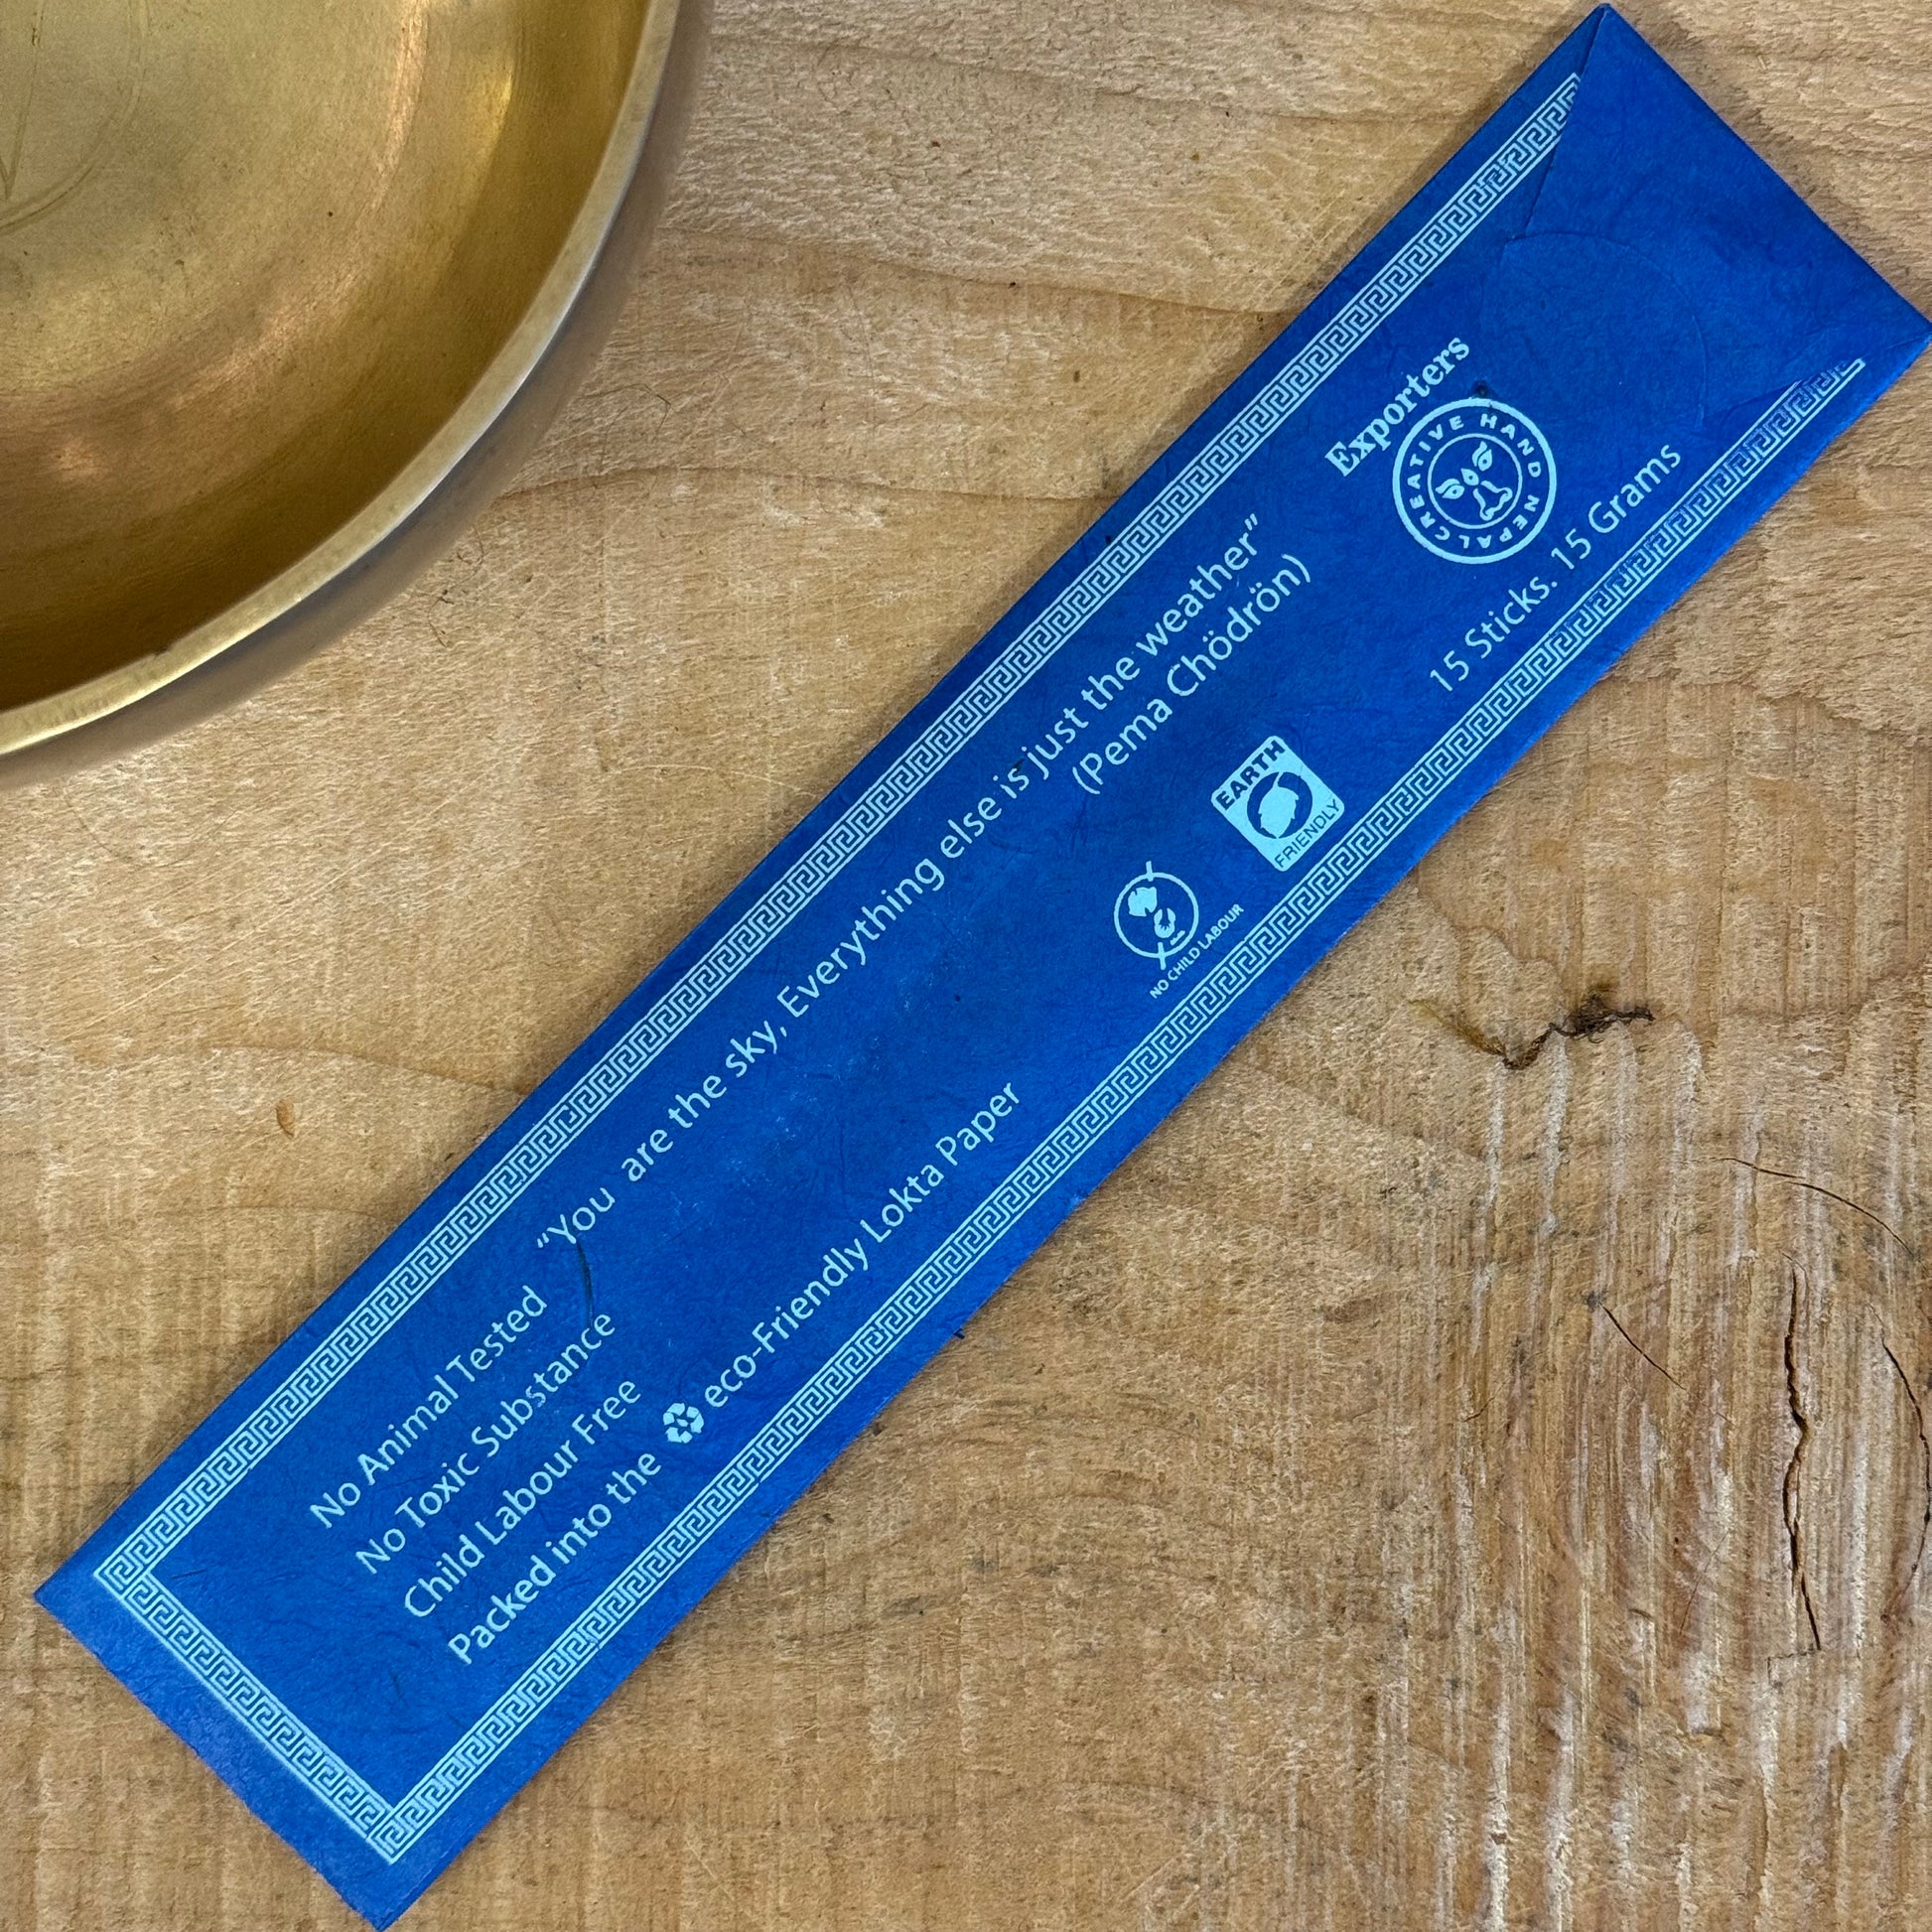 No Animal Tested
No Toxic Substance
Child Labour Free
Packed into the eco-Friendly Lokta Paper
"You are the sky, Everything else is just the weather"
(Pema Chödrön)
NO CHILD LABOUR
EARTH
FRIENDLY
Exporters
CREATIVE HAND NEPAL
15 Sticks. 15 Grams